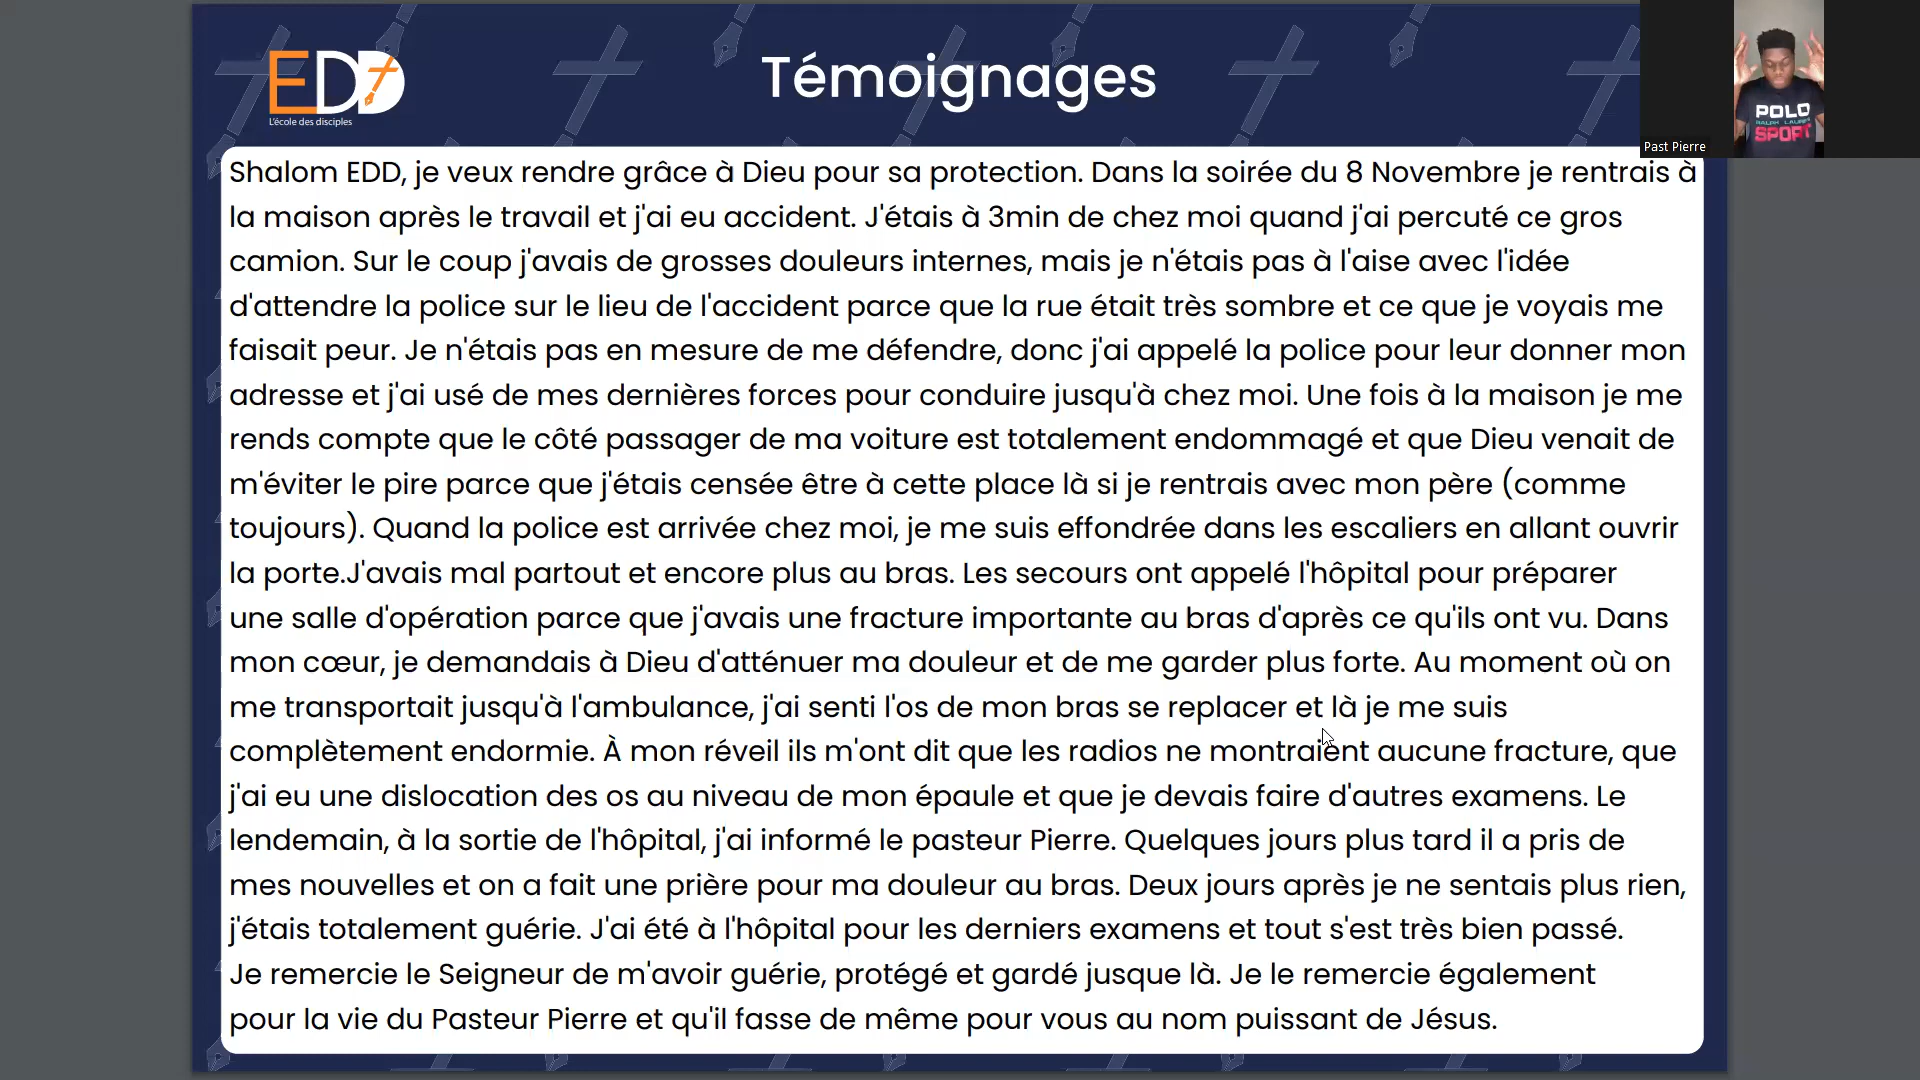 EDD
L'école des disciples
Témoignages
POLO
RALPH LAUREN
SPORT
Past Pierre
Shalom EDD, je veux rendre grâce à Dieu pour sa protection. Dans la soirée du 8 Novembre je rentrais à
la maison après le travail et j'ai eu accident. J'étais à 3min de chez moi quand j'ai percuté ce gros
camion. Sur le coup j'avais de grosses douleurs internes, mais je n'étais pas à l'aise avec l'idée
d'attendre la police sur le lieu de l'accident parce que la rue était très sombre et ce que je voyais me
faisait peur. Je n'étais pas en mesure de me défendre, donc j'ai appelé la police pour leur donner mon
adresse et j'ai usé de mes dernières forces pour conduire jusqu'à chez moi. Une fois à la maison je me
rends compte que le côté passager de ma voiture est totalement endommagé et que Dieu venait de
m'éviter le pire parce que j'étais censée être à cette place là si je rentrais avec mon père (comme
toujours). Quand la police est arrivée chez moi, je me suis effondrée dans les escaliers en allant ouvrir
la porte.J'avais mal partout et encore plus au bras. Les secours ont appelé l'hôpital pour préparer
une salle d'opération parce que j'avais une fracture importante au bras d'après ce qu'ils ont vu. Dans
mon cœur, je demandais à Dieu d'atténuer ma douleur et de me garder plus forte. Au moment où on
me transportait jusqu'à l'ambulance, j'ai senti l'os de mon bras se replacer et là je me suis
complètement endormie. À mon réveil ils m'ont dit que les radios ne montraient aucune fracture, que
j'ai eu une dislocation des os au niveau de mon épaule et que je devais faire d'autres examens. Le
lendemain, à la sortie de l'hôpital, j'ai informé le pasteur Pierre. Quelques jours plus tard il a pris de
mes nouvelles et on a fait une prière pour ma douleur au bras. Deux jours après je ne sentais plus rien,
j'étais totalement guérie. J'ai été à l'hôpital pour les derniers examens et tout s'est très bien passé.
Je remercie le Seigneur de m'avoir guérie, protégé et gardé jusque là. Je le remercie également
pour la vie du Pasteur Pierre et qu'il fasse de même pour vous au nom puissant de Jésus.